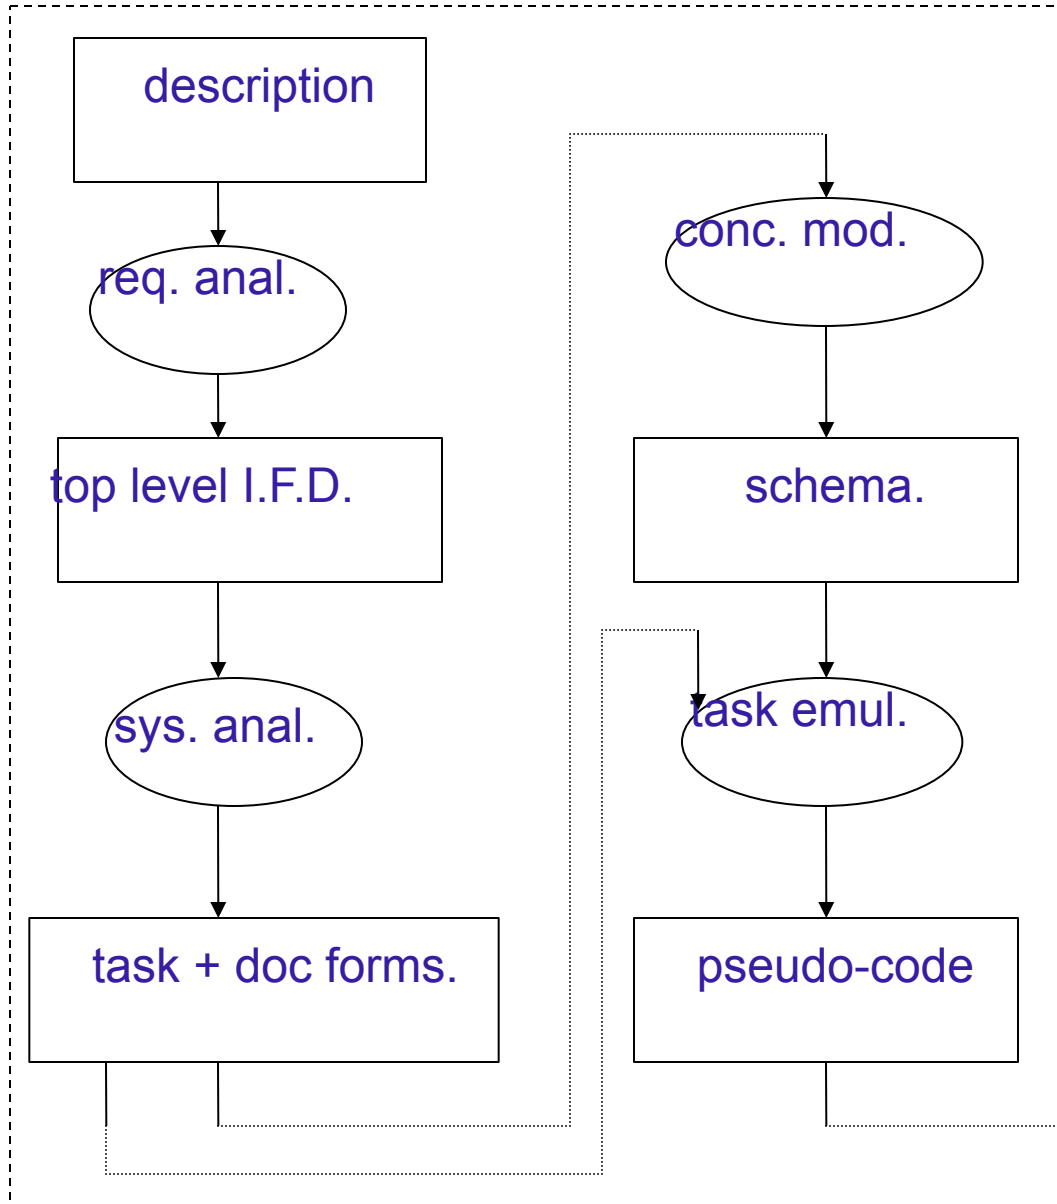 description
req. anal.
top level I.F.D.
sys. anal.
task + doc forms.
conc. mod.
schema.
task emul.
pseudo-code